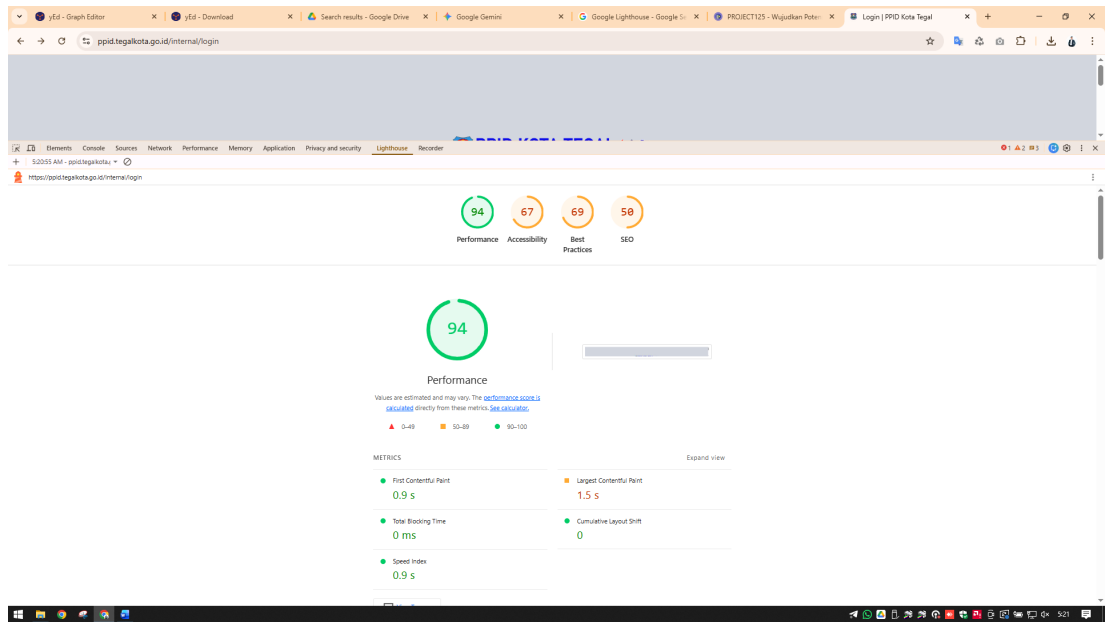 yEd - Graph Editor
yEd - Download
Search results - Google Drive
Google Gemini
Google Lighthouse - Google Sc
PROJECT125 - Wujudkan Poten
Login | PPID Kota Tegal
ppid.tegalkota.go.id/internal/login
Elements Console Sources Network Performance Memory Application Privacy and security Lighthouse Recorder
1 2 3
5:20:55 AM - ppid.tegalkota.g
https://ppid.tegalkota.go.id/internal/login
94 67 69 50
Performance Accessibility Best Practices SEO
94
Performance
Values are estimated and may vary. The performance score is
calculated directly from these metrics. See calculator.
0–49 50–89 90–100
METRICS
Expand view
First Contentful Paint
0.9 s
Largest Contentful Paint
1.5 s
Total Blocking Time
0 ms
Cumulative Layout Shift
0
Speed Index
0.9 s
5:21